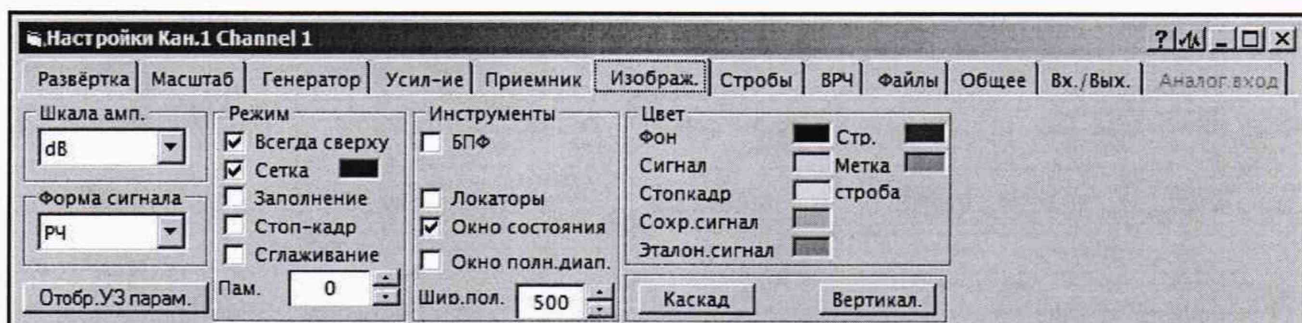 Настройки Кан.1 Channel 1
Развёртка Масштаб Генератор Усил-ие Приемник Изображ. Стробы ВРЧ Файлы Общее Вх./Вых. Аналог.вход
Шкала амп.
dB
Форма сигнала
РЧ
Отобр.УЗ парам.
Режим
Всегда сверху
Сетка
Заполнение
Стоп-кадр
Сглаживание
Пам. 0
Инструменты
БПФ
Локаторы
Окно состояния
Окно полн.диап.
Шир.пол. 500
Цвет
Фон Стр.
Сигнал Метка
Стопкадр строба
Сохр.сигнал
Эталон.сигнал
Каскад Вертикал.